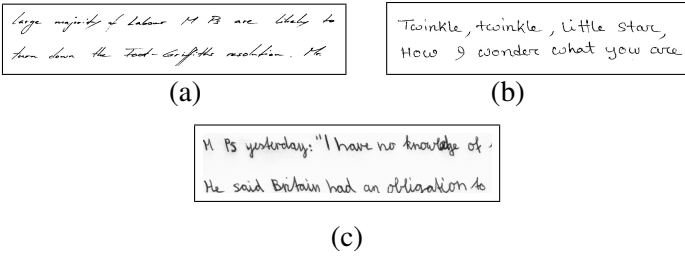 large majority of Labour M Ps are likely to
turn down the Foot-Griffiths resolution. Mr.
(a)
Twinkle, twinkle, little star,
How I wonder what you are
(b)
M Ps yesterday: "I have no knowledge of .
He said Britain had an obligation to
(c)